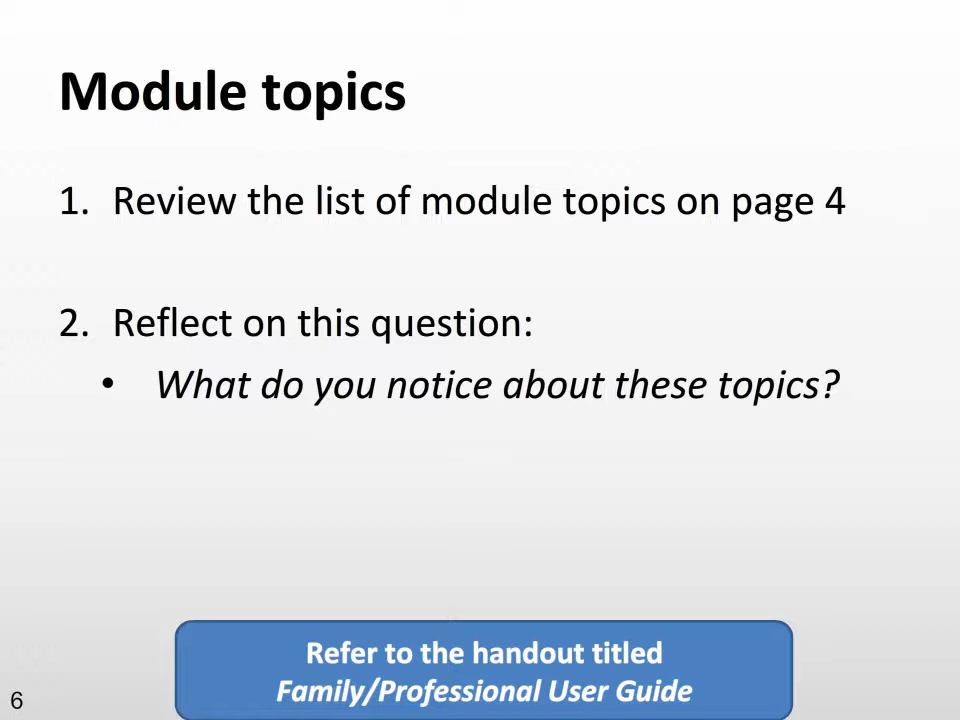 Module topics
1. Review the list of module topics on page 4
2. Reflect on this question:
• What do you notice about these topics?
Refer to the handout titled
Family/Professional User Guide
6